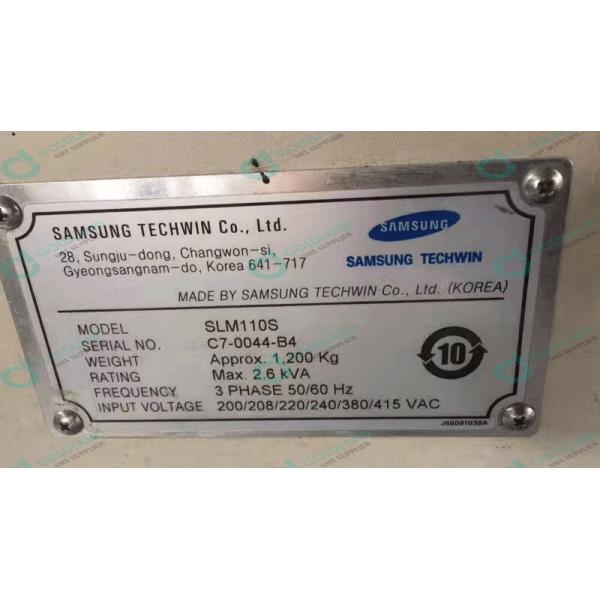 SAMSUNG TECHWIN Co., Ltd.
28, Sungju-dong, Changwon-si,
Gyeongsangnam-do, Korea 641-717
SAMSUNG
SAMSUNG TECHWIN
MADE BY SAMSUNG TECHWIN Co., Ltd. (KOREA)
MODEL SLM110S
SERIAL NO. C7-0044-B4
WEIGHT Approx. 1,200 Kg
RATING Max. 2.6 kVA
FREQUENCY 3 PHASE 50/60 Hz
INPUT VOLTAGE 200/208/220/240/380/415 VAC
10
J6808103BA
GOLDLAND
SMT SUPPLIER